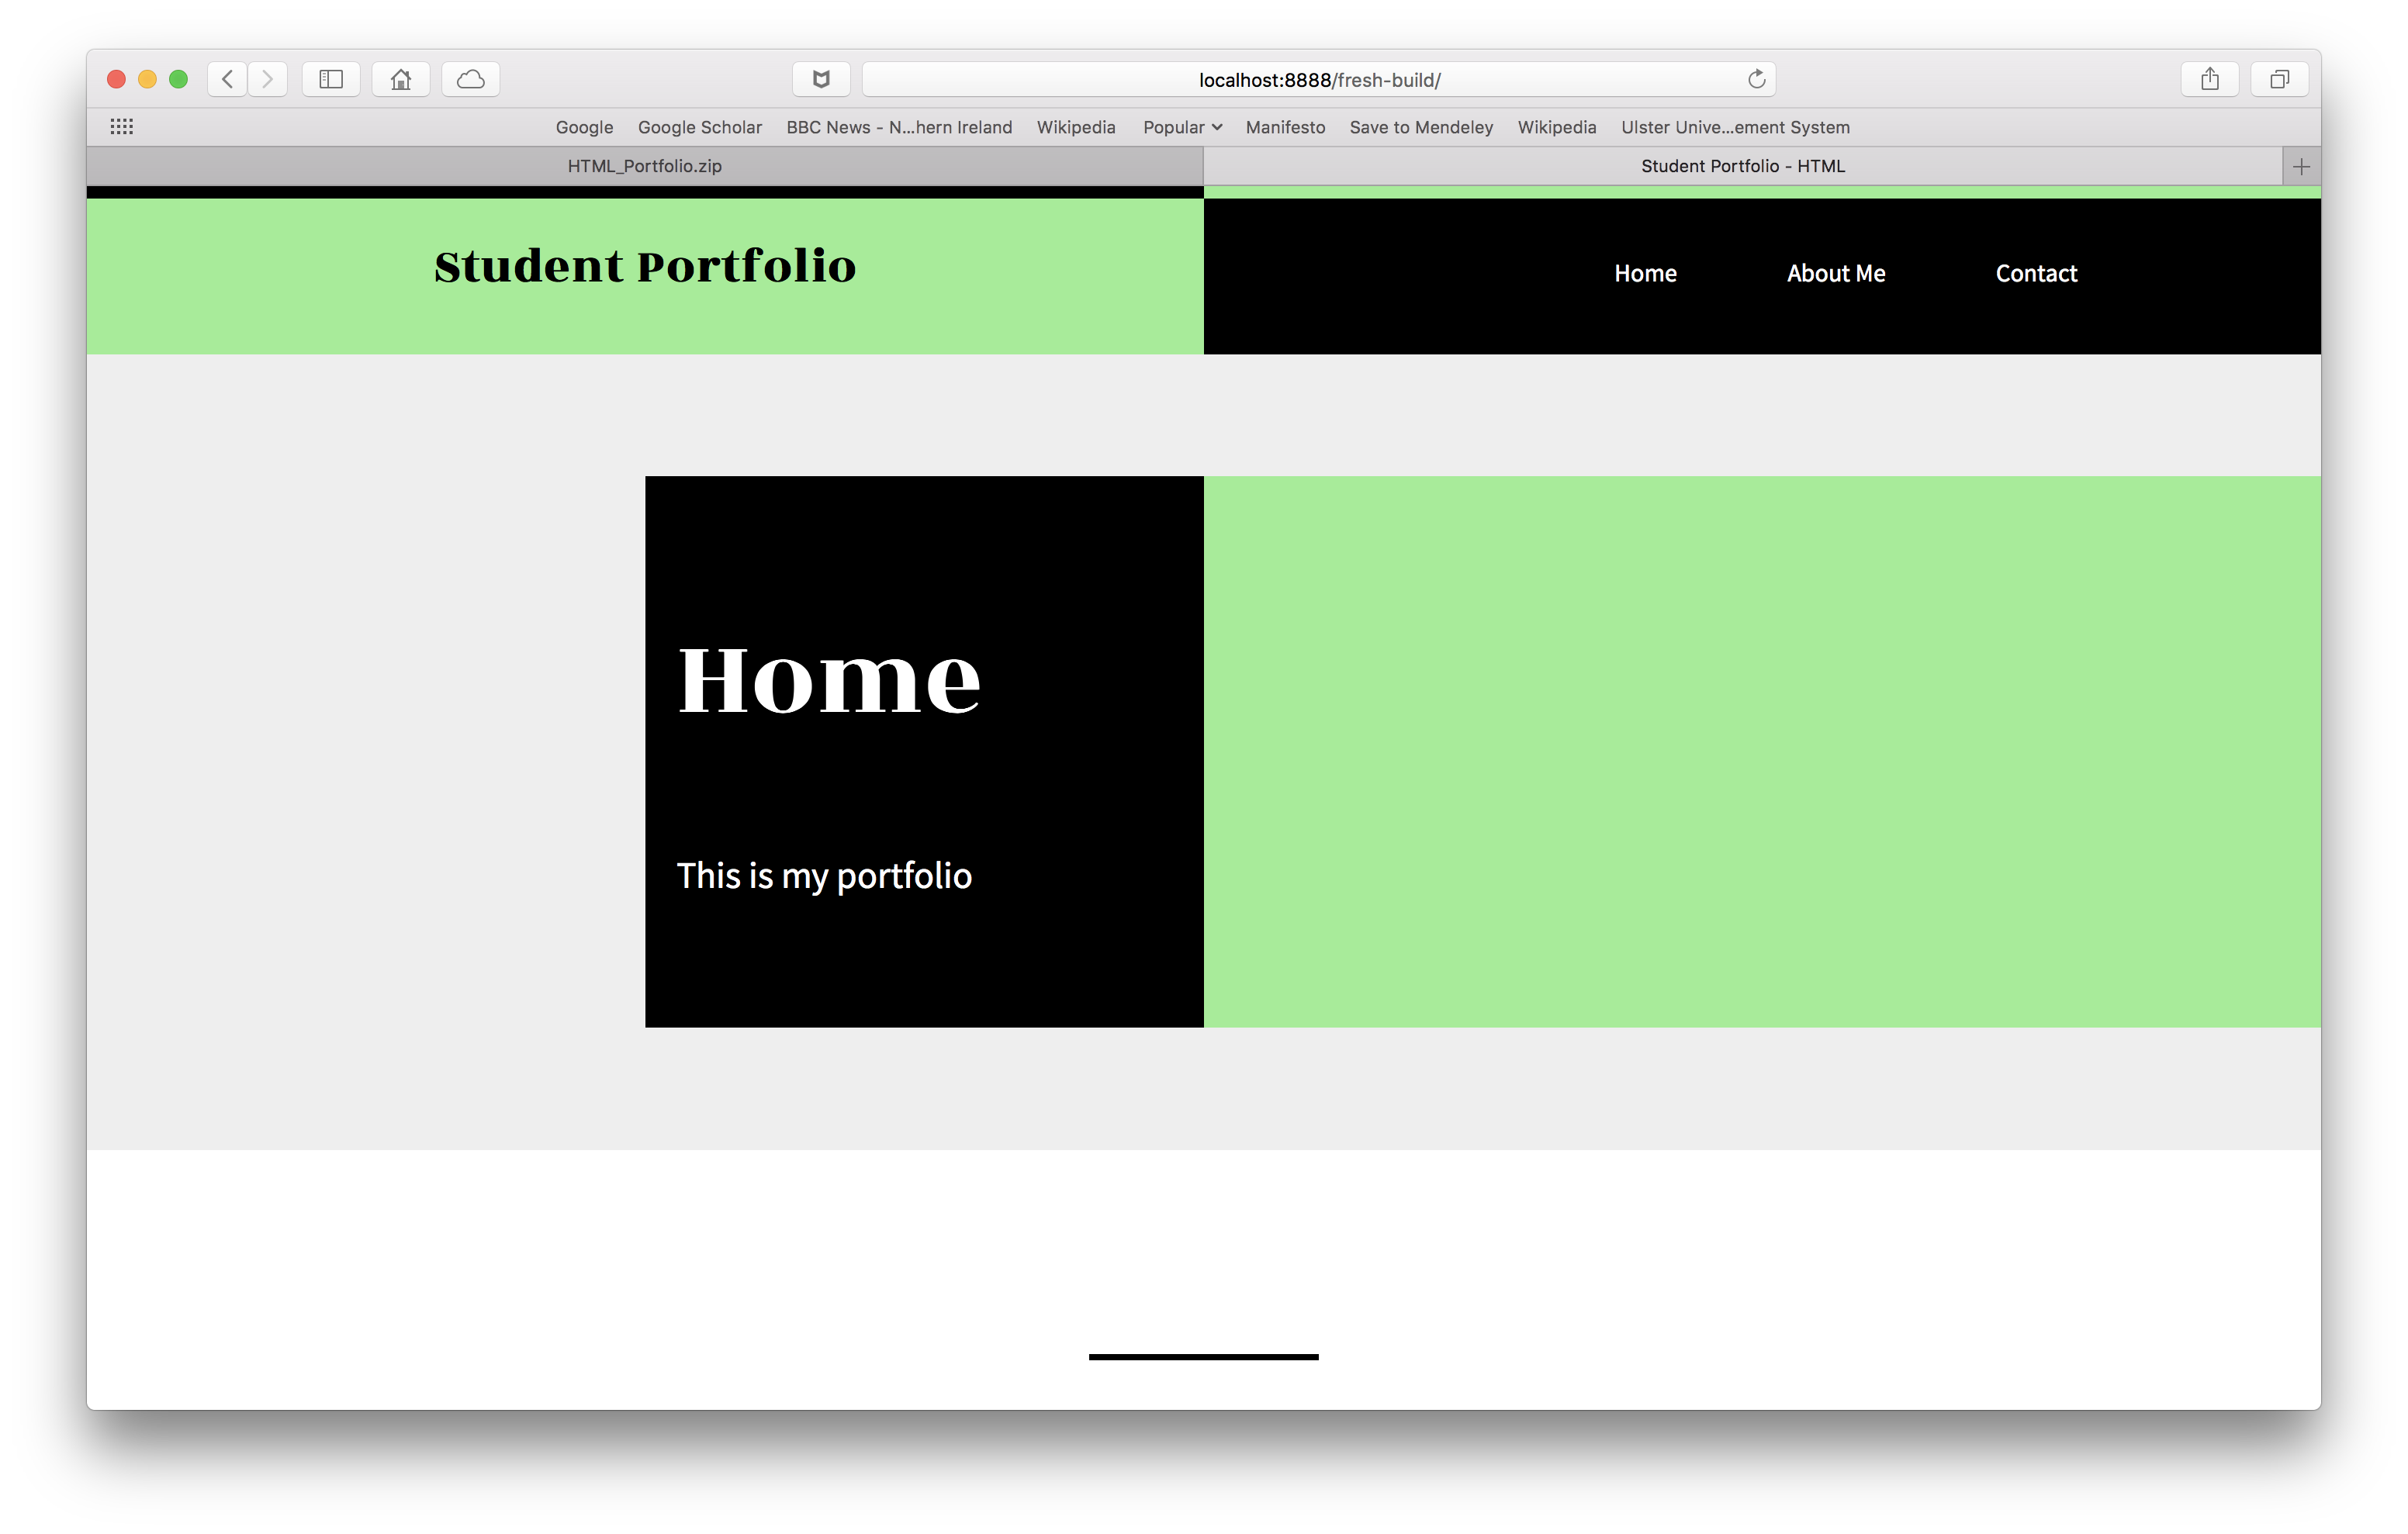 localhost:8888/fresh-build/
Google Google Scholar BBC News - N...hern Ireland Wikipedia Popular Manifesto Save to Mendeley Wikipedia Ulster Unive...ement System
HTML_Portfolio.zip Student Portfolio - HTML
Student Portfolio Home About Me Contact
Home
This is my portfolio